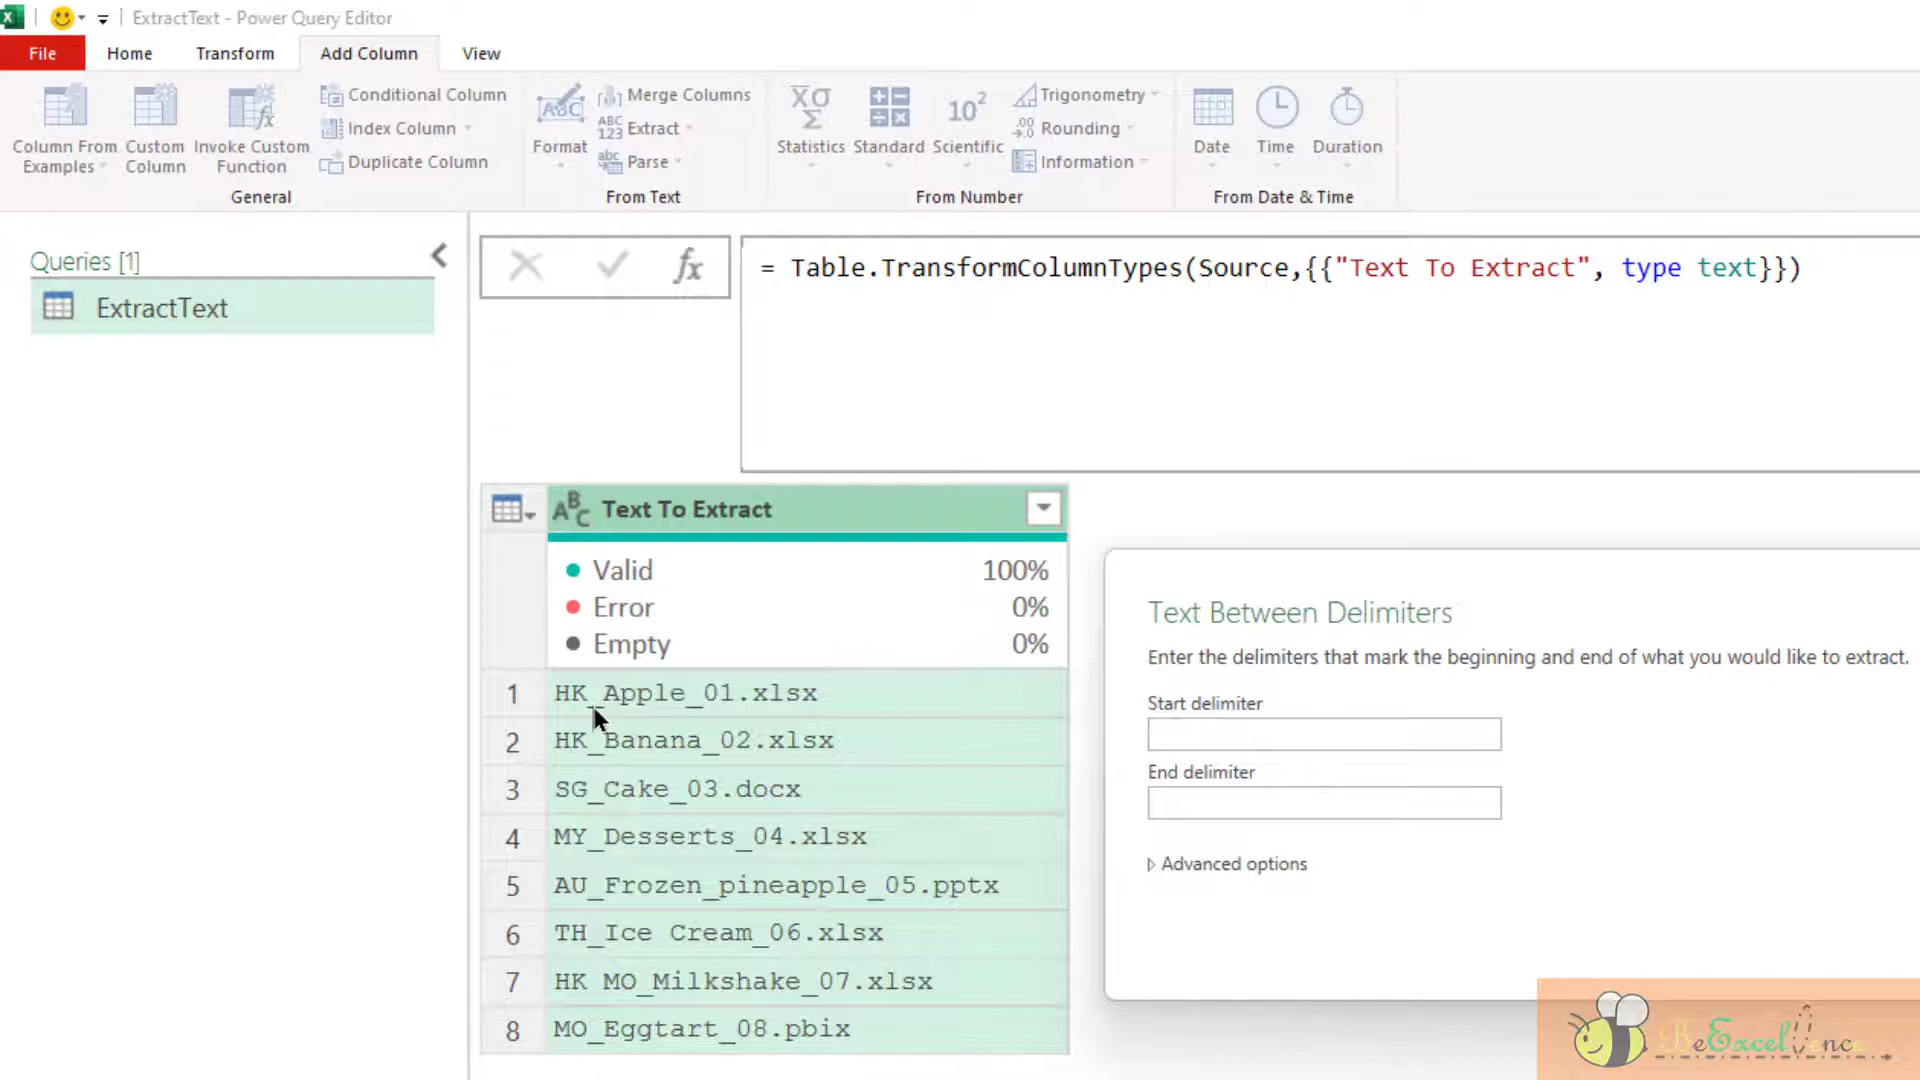 ExtractText - Power Query Editor
File Home Transform Add Column View
Column From Examples
Custom Column
Invoke Custom Function
Conditional Column
Index Column
Duplicate Column
General
Format
Merge Columns
Extract
Parse
From Text
Statistics
Standard
Scientific
Trigonometry
Rounding
Information
From Number
Date
Time
Duration
From Date & Time
Queries [1]
ExtractText
fx
= Table.TransformColumnTypes(Source,{{"Text To Extract", type text}})
Text To Extract
Valid 100%
Error 0%
Empty 0%
1 HK_Apple_01.xlsx
2 HK_Banana_02.xlsx
3 SG_Cake_03.docx
4 MY_Desserts_04.xlsx
5 AU_Frozen_pineapple_05.pptx
6 TH_Ice Cream_06.xlsx
7 HK MO_Milkshake_07.xlsx
8 MO_Eggtart_08.pbix
Text Between Delimiters
Enter the delimiters that mark the beginning and end of what you would like to extract.
Start delimiter
End delimiter
Advanced options